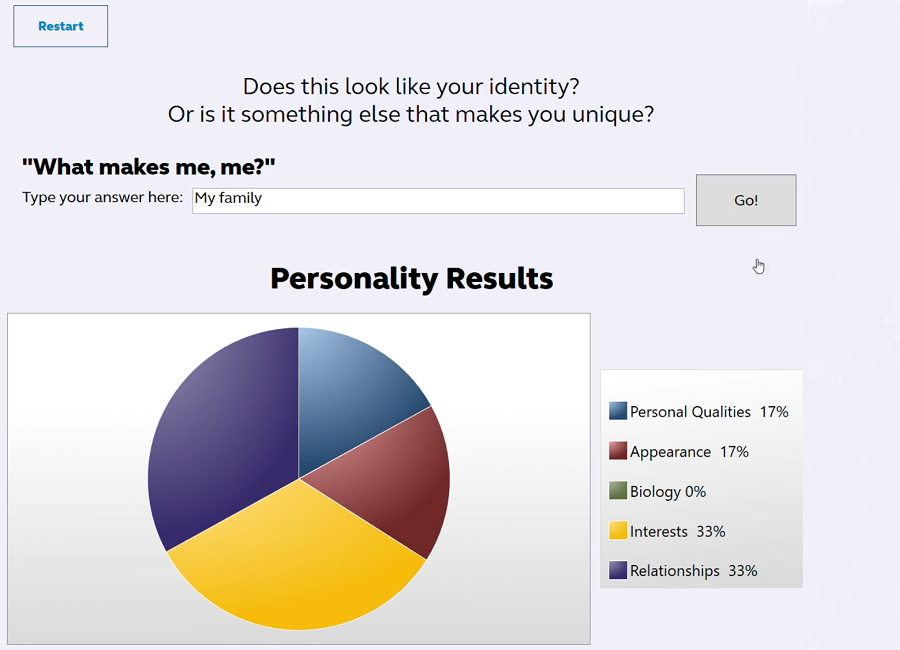 Restart
Does this look like your identity?
Or is it something else that makes you unique?
"What makes me, me?"
Type your answer here: My family
Go!
Personality Results
Personal Qualities 17%
Appearance 17%
Biology 0%
Interests 33%
Relationships 33%